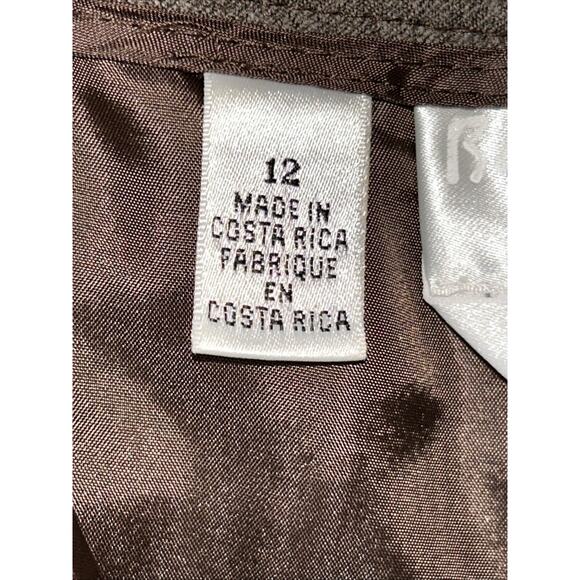 12
MADE IN
COSTA RICA
FABRIQUE
EN
COSTA RICA